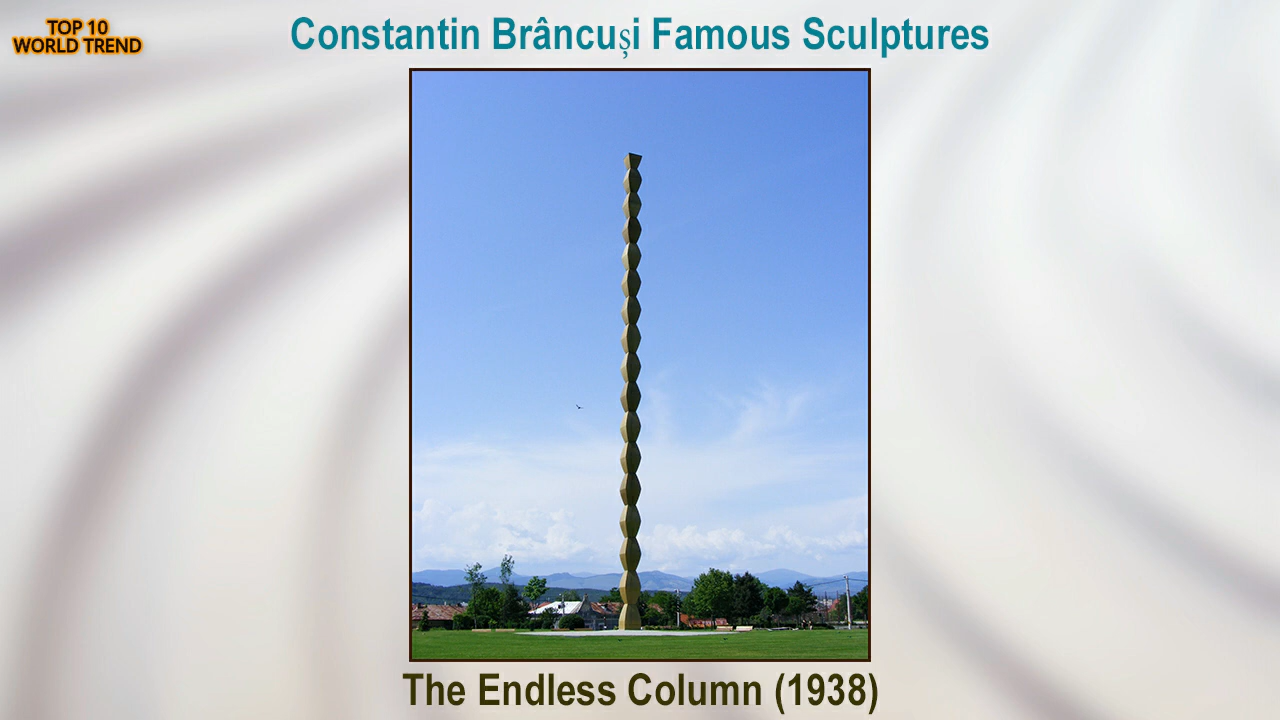 TOP 10
WORLD TREND
Constantin Brâncuși Famous Sculptures
The Endless Column (1938)